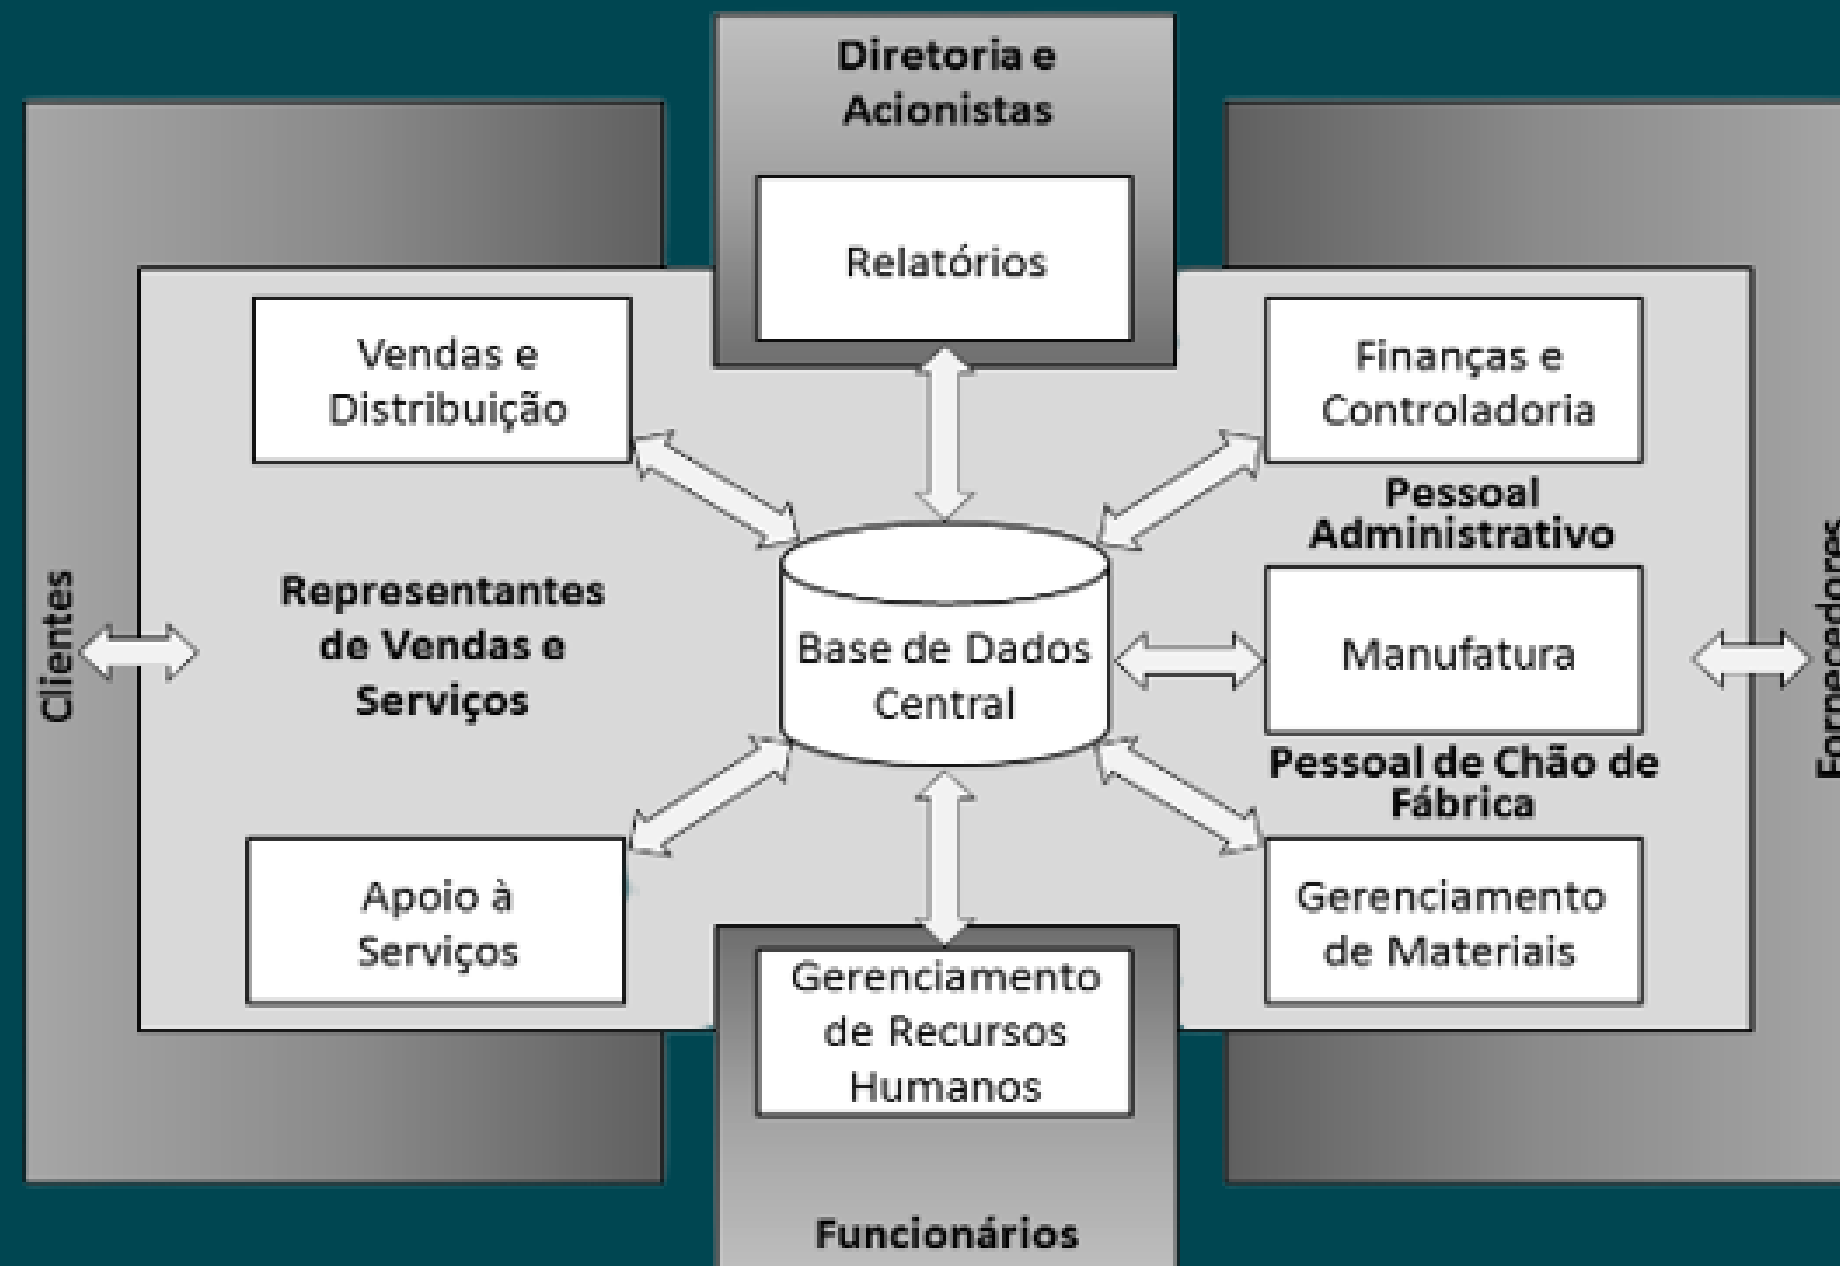 Diretoria e
Acionistas
Relatórios
Vendas e
Distribuição
Finanças e
Controladoria
Pessoal
Administrativo
Clientes
Representantes
de Vendas e
Serviços
Base de Dados
Central
Manufatura
Fornecedores
Pessoal de Chão de
Fábrica
Apoio à
Serviços
Gerenciamento
de Materiais
Gerenciamento
de Recursos
Humanos
Funcionários